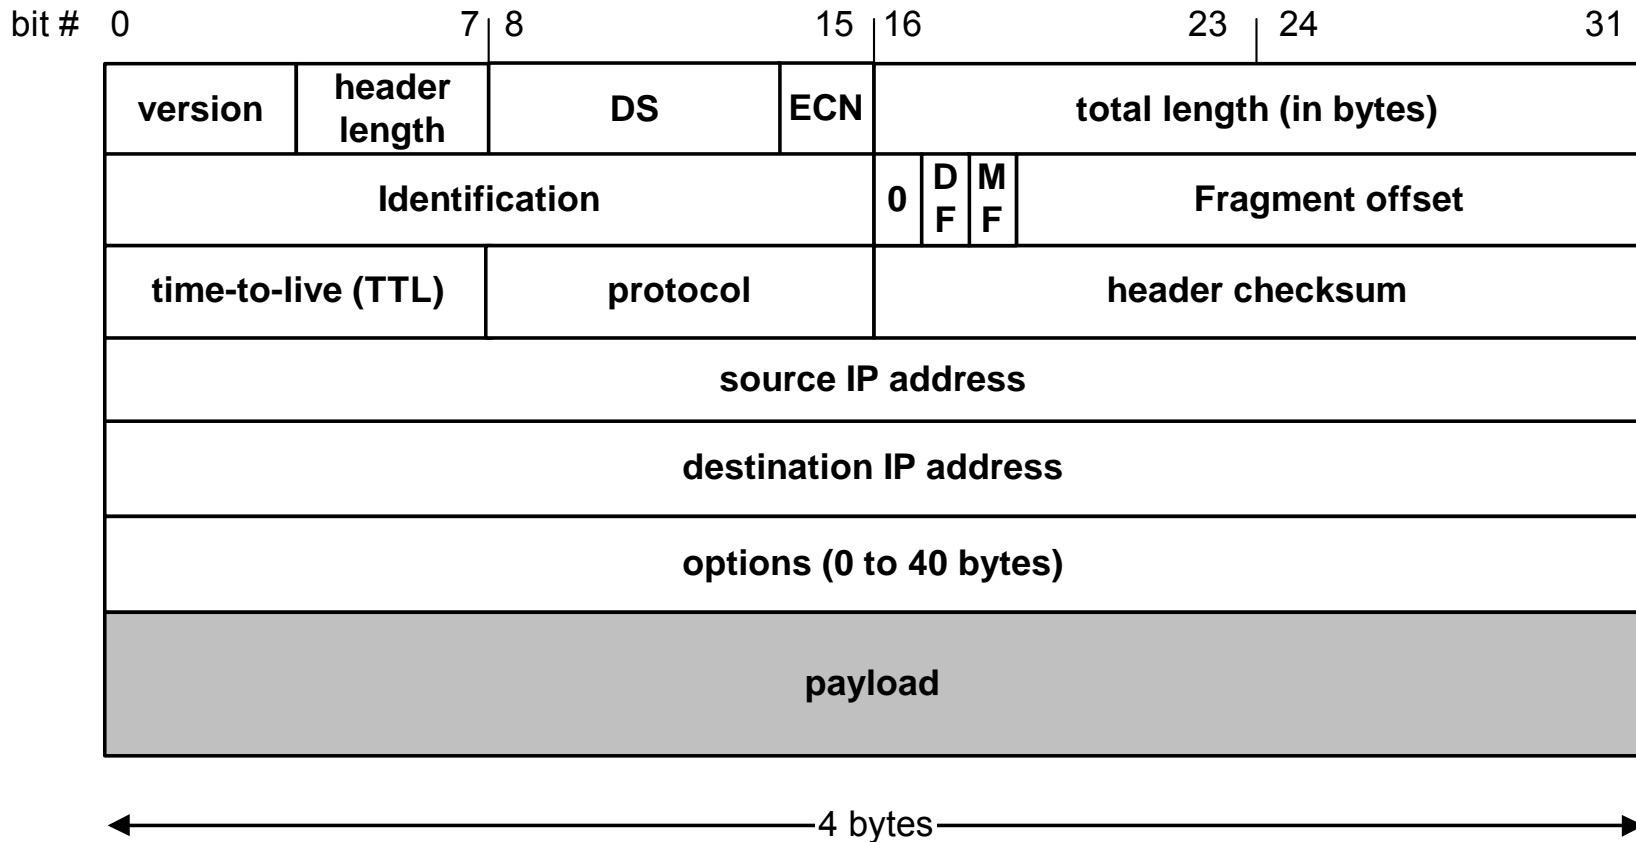 bit # 0 7 8 15 16 23 24 31
version header length DS ECN total length (in bytes)
Identification 0 DF MF Fragment offset
time-to-live (TTL) protocol header checksum
source IP address
destination IP address
options (0 to 40 bytes)
payload
4 bytes